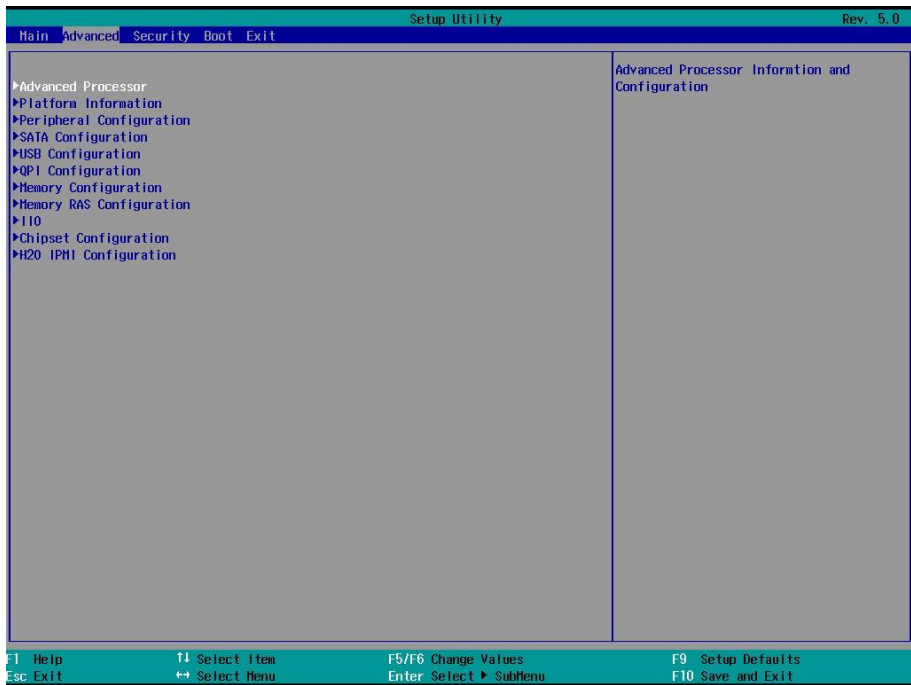 Setup Utility Rev. 5.0
Main Advanced Security Boot Exit
Advanced Processor
Platform Information
Peripheral Configuration
SATA Configuration
USB Configuration
QPI Configuration
Memory Configuration
Memory RAS Configuration
IIO
Chipset Configuration
H2O IPMI Configuration
Advanced Processor Informtion and
Configuration
F1 Help ↑↓ Select Item F5/F6 Change Values F9 Setup Defaults
Esc Exit ↔ Select Menu Enter Select ▶ SubMenu F10 Save and Exit